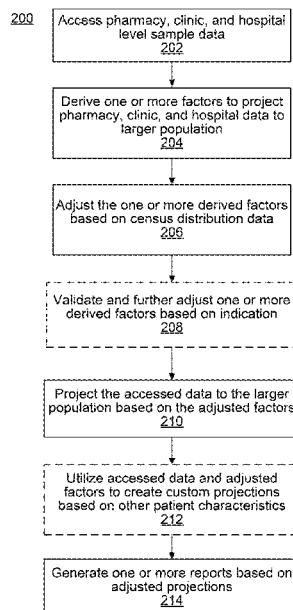 200
Access pharmacy, clinic, and hospital
level sample data
202
Derive one or more factors to project
pharmacy, clinic, and hospital data to
larger population
204
Adjust the one or more derived factors
based on census distribution data
206
Validate and further adjust one or more
derived factors based on indication
208
Project the accessed data to the larger
population based on the adjusted factors
210
Utilize accessed data and adjusted
factors to create custom projections
based on other patient characteristics
212
Generate one or more reports based on
adjusted projections
214